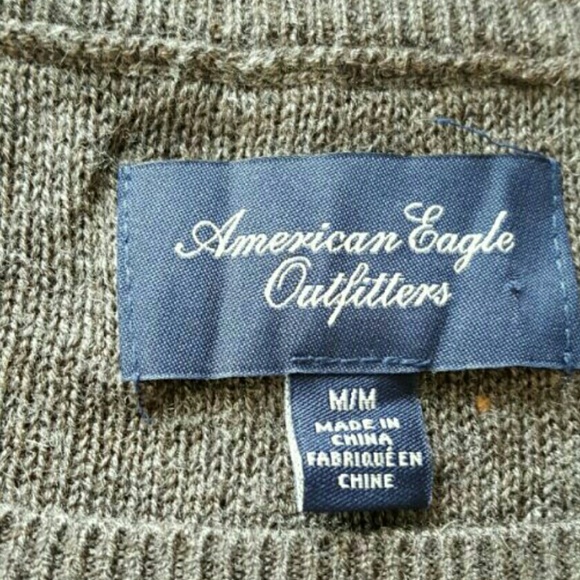 American Eagle
Outfitters
M/M
MADE IN
CHINA
FABRIQUÉ EN
CHINE